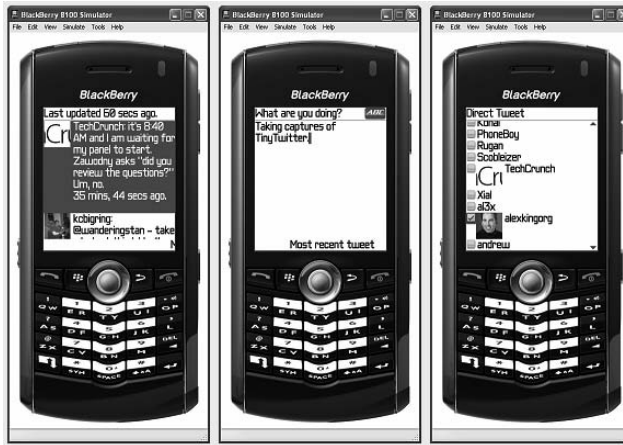 BlackBerry 8100 Simulator
File Edit View Simulate Tools Help
BlackBerry
Last updated 60 secs ago.
TechCrunch: it's 8:40
AM and I am waiting for
my panel to start.
Zawodny asks "did you
review the questions?"
Um, no.
35 mins, 44 secs ago.
kcbigring:
@wanderingstan - take
BlackBerry 8100 Simulator
File Edit View Simulate Tools Help
BlackBerry
What are you doing?
ABC
Taking captures of
TinyTwitter.
Most recent tweet
BlackBerry 8100 Simulator
File Edit View Simulate Tools Help
BlackBerry
Direct Tweet
Konai
PhoneBoy
Rugan
Scobleizer
TechCrunch
Xial
al3x
alexkingorg
andrew